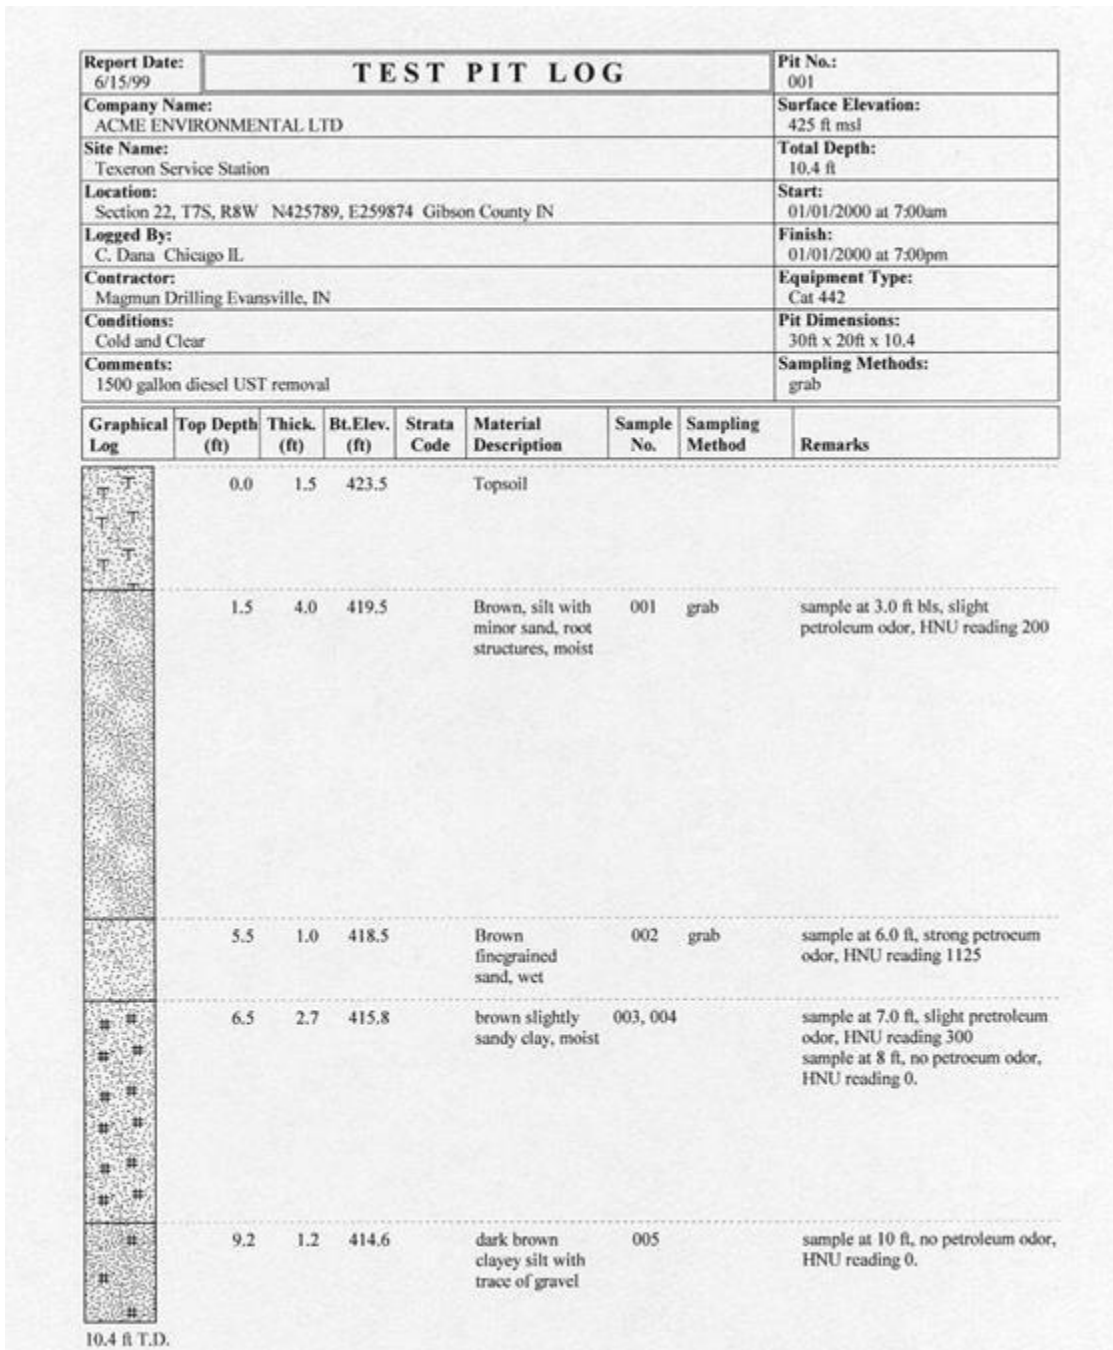 Report Date:
6/15/99
TEST PIT LOG
Pit No.:
001
Company Name:
ACME ENVIRONMENTAL LTD
Surface Elevation:
425 ft msl
Site Name:
Texeron Service Station
Total Depth:
10.4 ft
Location:
Section 22, T7S, R8W N425789, E259874 Gibson County IN
Start:
01/01/2000 at 7:00am
Logged By:
C. Dana Chicago IL
Finish:
01/01/2000 at 7:00pm
Contractor:
Magmun Drilling Evansville, IN
Equipment Type:
Cat 442
Conditions:
Cold and Clear
Pit Dimensions:
30ft x 20ft x 10.4
Comments:
1500 gallon diesel UST removal
Sampling Methods:
grab
Graphical Top Depth Thick. Bt.Elev. Strata Material Sample Sampling
Log (ft) (ft) (ft) Code Description No. Method Remarks
0.0 1.5 423.5 Topsoil
1.5 4.0 419.5 Brown, silt with 001 grab sample at 3.0 ft bls, slight
minor sand, root petroleum odor, HNU reading 200
structures, moist
5.5 1.0 418.5 Brown 002 grab sample at 6.0 ft, strong petroeum
finegrained odor, HNU reading 1125
sand, wet
6.5 2.7 415.8 brown slightly 003, 004 sample at 7.0 ft, slight pretroleum
sandy clay, moist odor, HNU reading 300
sample at 8 ft, no petroeum odor,
HNU reading 0.
9.2 1.2 414.6 dark brown 005 sample at 10 ft, no petroleum odor,
clayey silt with HNU reading 0.
trace of gravel
10.4 ft T.D.